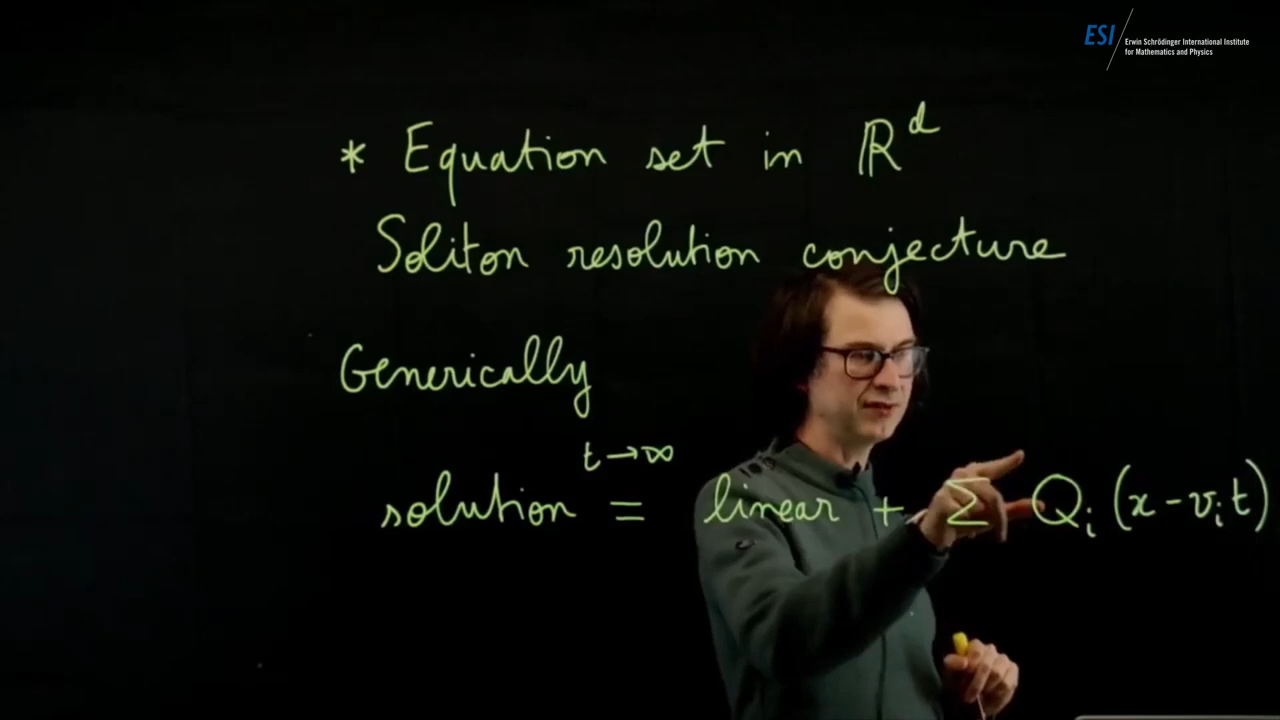 ESI
Erwin Schrödinger International Institute
for Mathematics and Physics
* Equation set in ℝᵈ
Soliton resolution conjecture
Generically
t→∞
solution = linear + Σ Qᵢ (x - vᵢt)